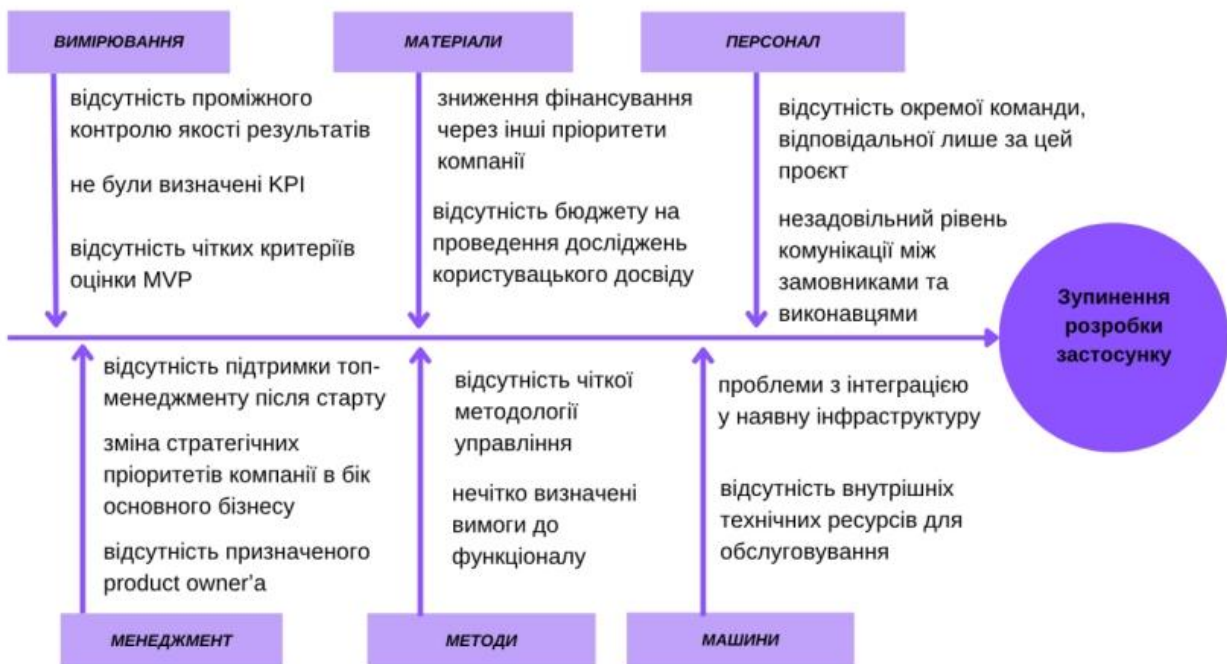 ВИМІРЮВАННЯ
відсутність проміжного
контролю якості результатів
не були визначені KPI
відсутність чітких критеріїв
оцінки MVP
МАТЕРІАЛИ
зниження фінансування
через інші пріоритети
компанії
відсутність бюджету на
проведення досліджень
користувацького досвіду
ПЕРСОНАЛ
відсутність окремої команди,
відповідальної лише за цей
проєкт
незадовільний рівень
комунікації між
замовниками та
виконавцями
Зупинення
розробки
застосунку
відсутність підтримки топ-
менеджменту після старту
зміна стратегічних
пріоритетів компанії в бік
основного бізнесу
відсутність призначеного
product owner'а
МЕНЕДЖМЕНТ
відсутність чіткої
методології
управління
нечітко визначені
вимоги до
функціоналу
МЕТОДИ
проблеми з інтеграцією
у наявну інфраструктуру
відсутність внутрішніх
технічних ресурсів для
обслуговування
МАШИНИ